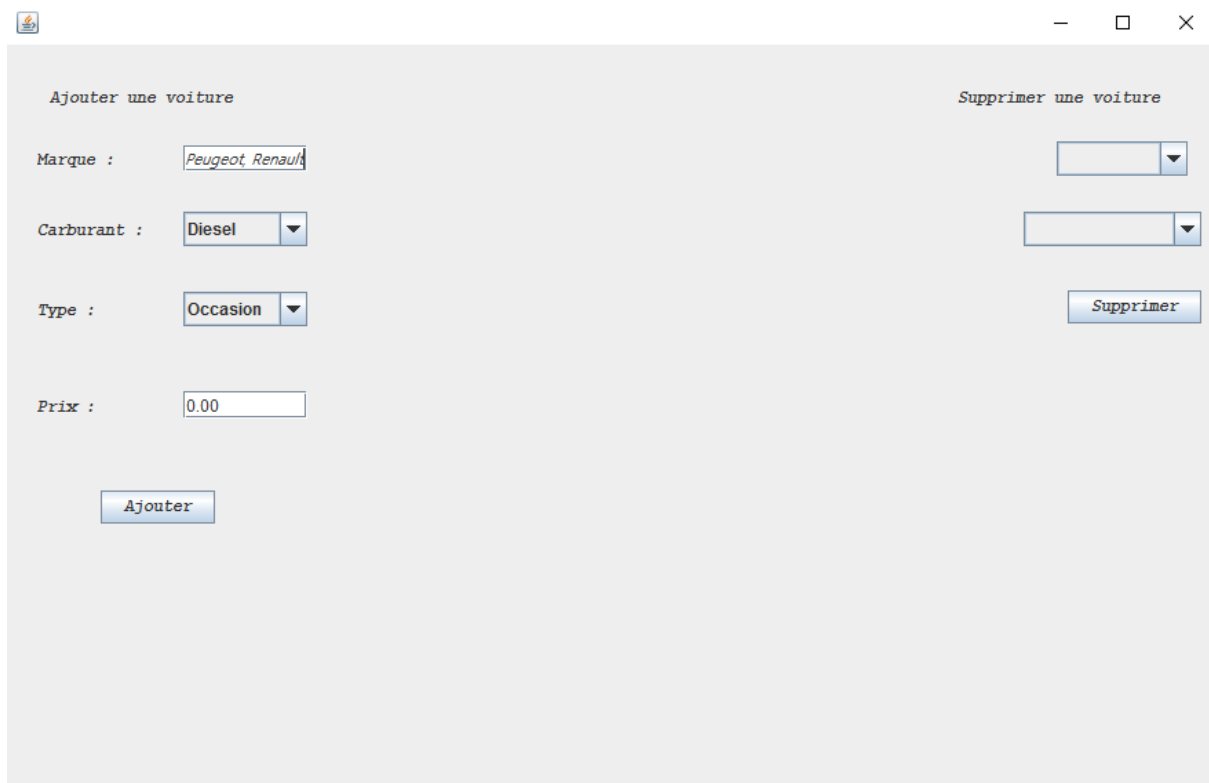 Ajouter une voiture
Supprimer une voiture
Marque :
Peugeot, Renault
Carburant :
Diesel
Type :
Occasion
Supprimer
Prix :
0.00
Ajouter